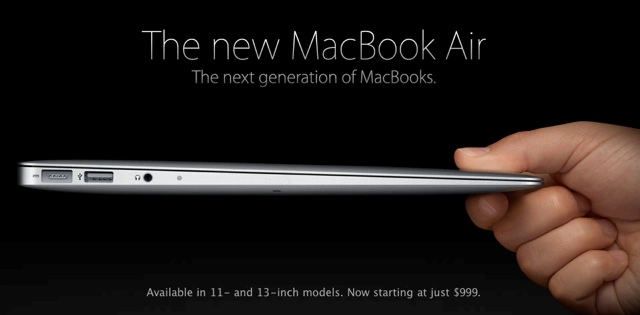 The new MacBook Air
The next generation of MacBooks.
Available in 11- and 13-inch models. Now starting at just $999.